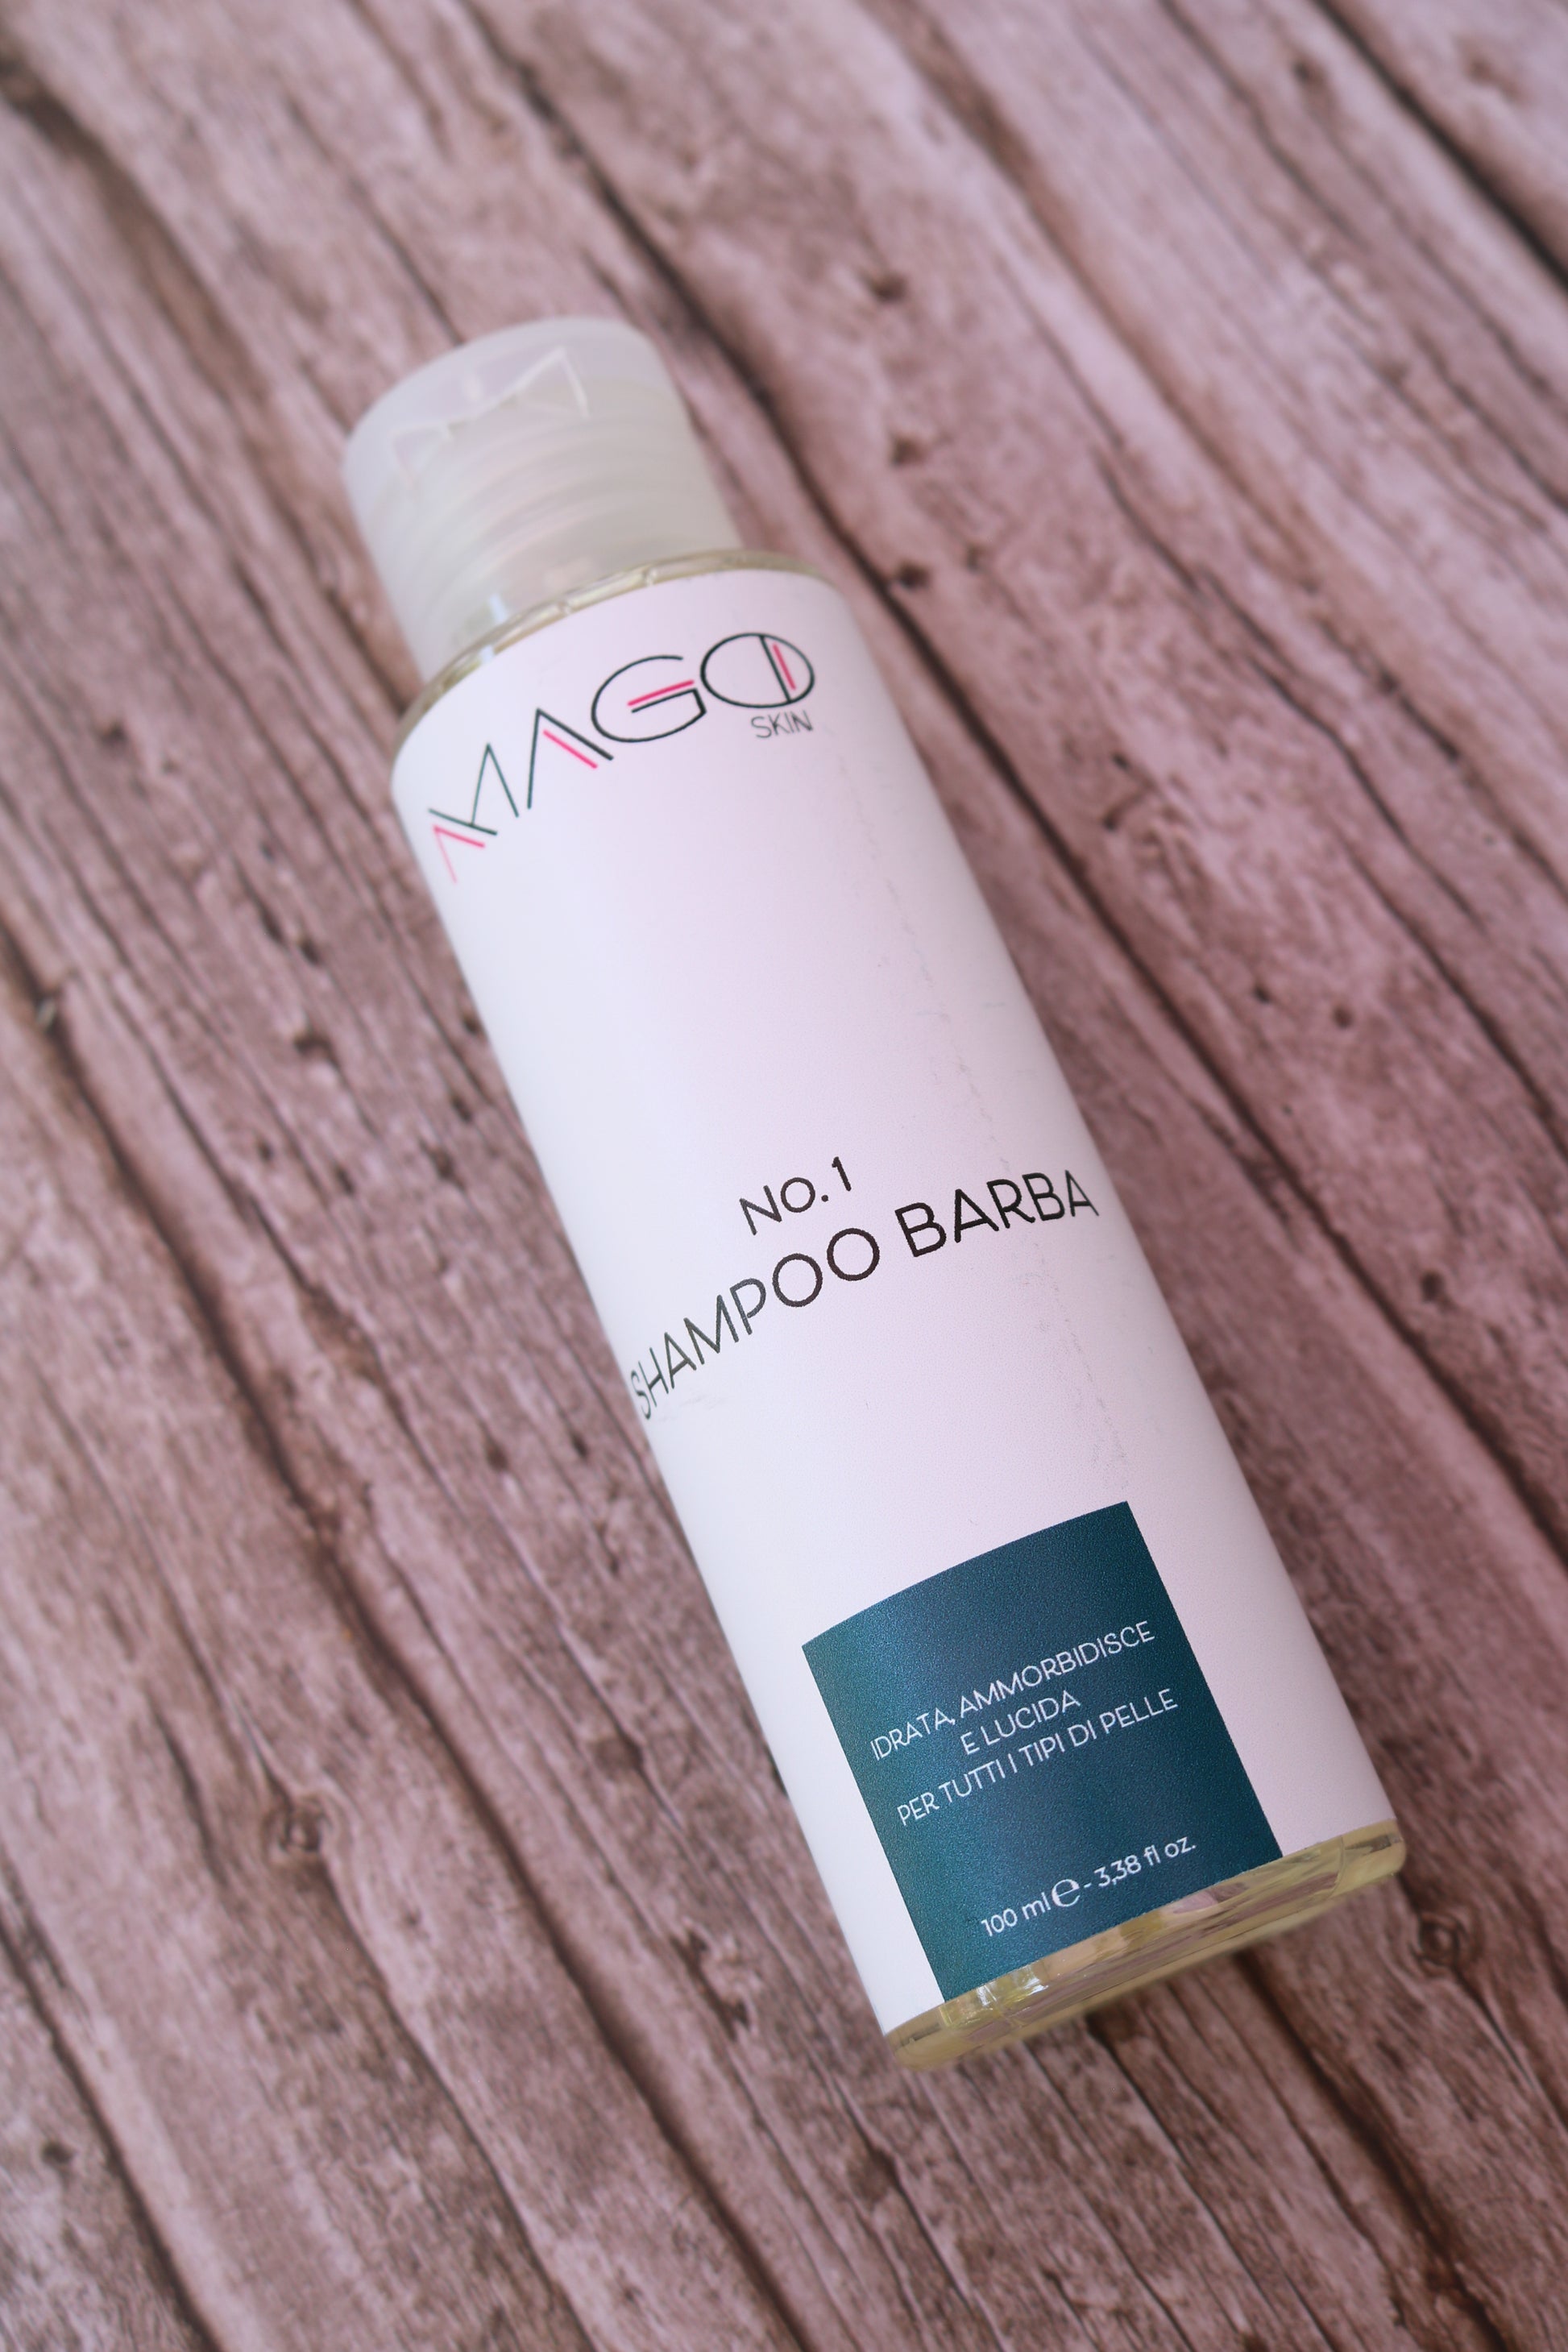 MAGO
SKIN
NO. 1
SHAMPOO BARBA
IDRATA, AMMORBIDISCE
E LUCIDA
PER TUTTI I TIPI DI PELLE
100 ml ℮ - 3,38 fl oz.